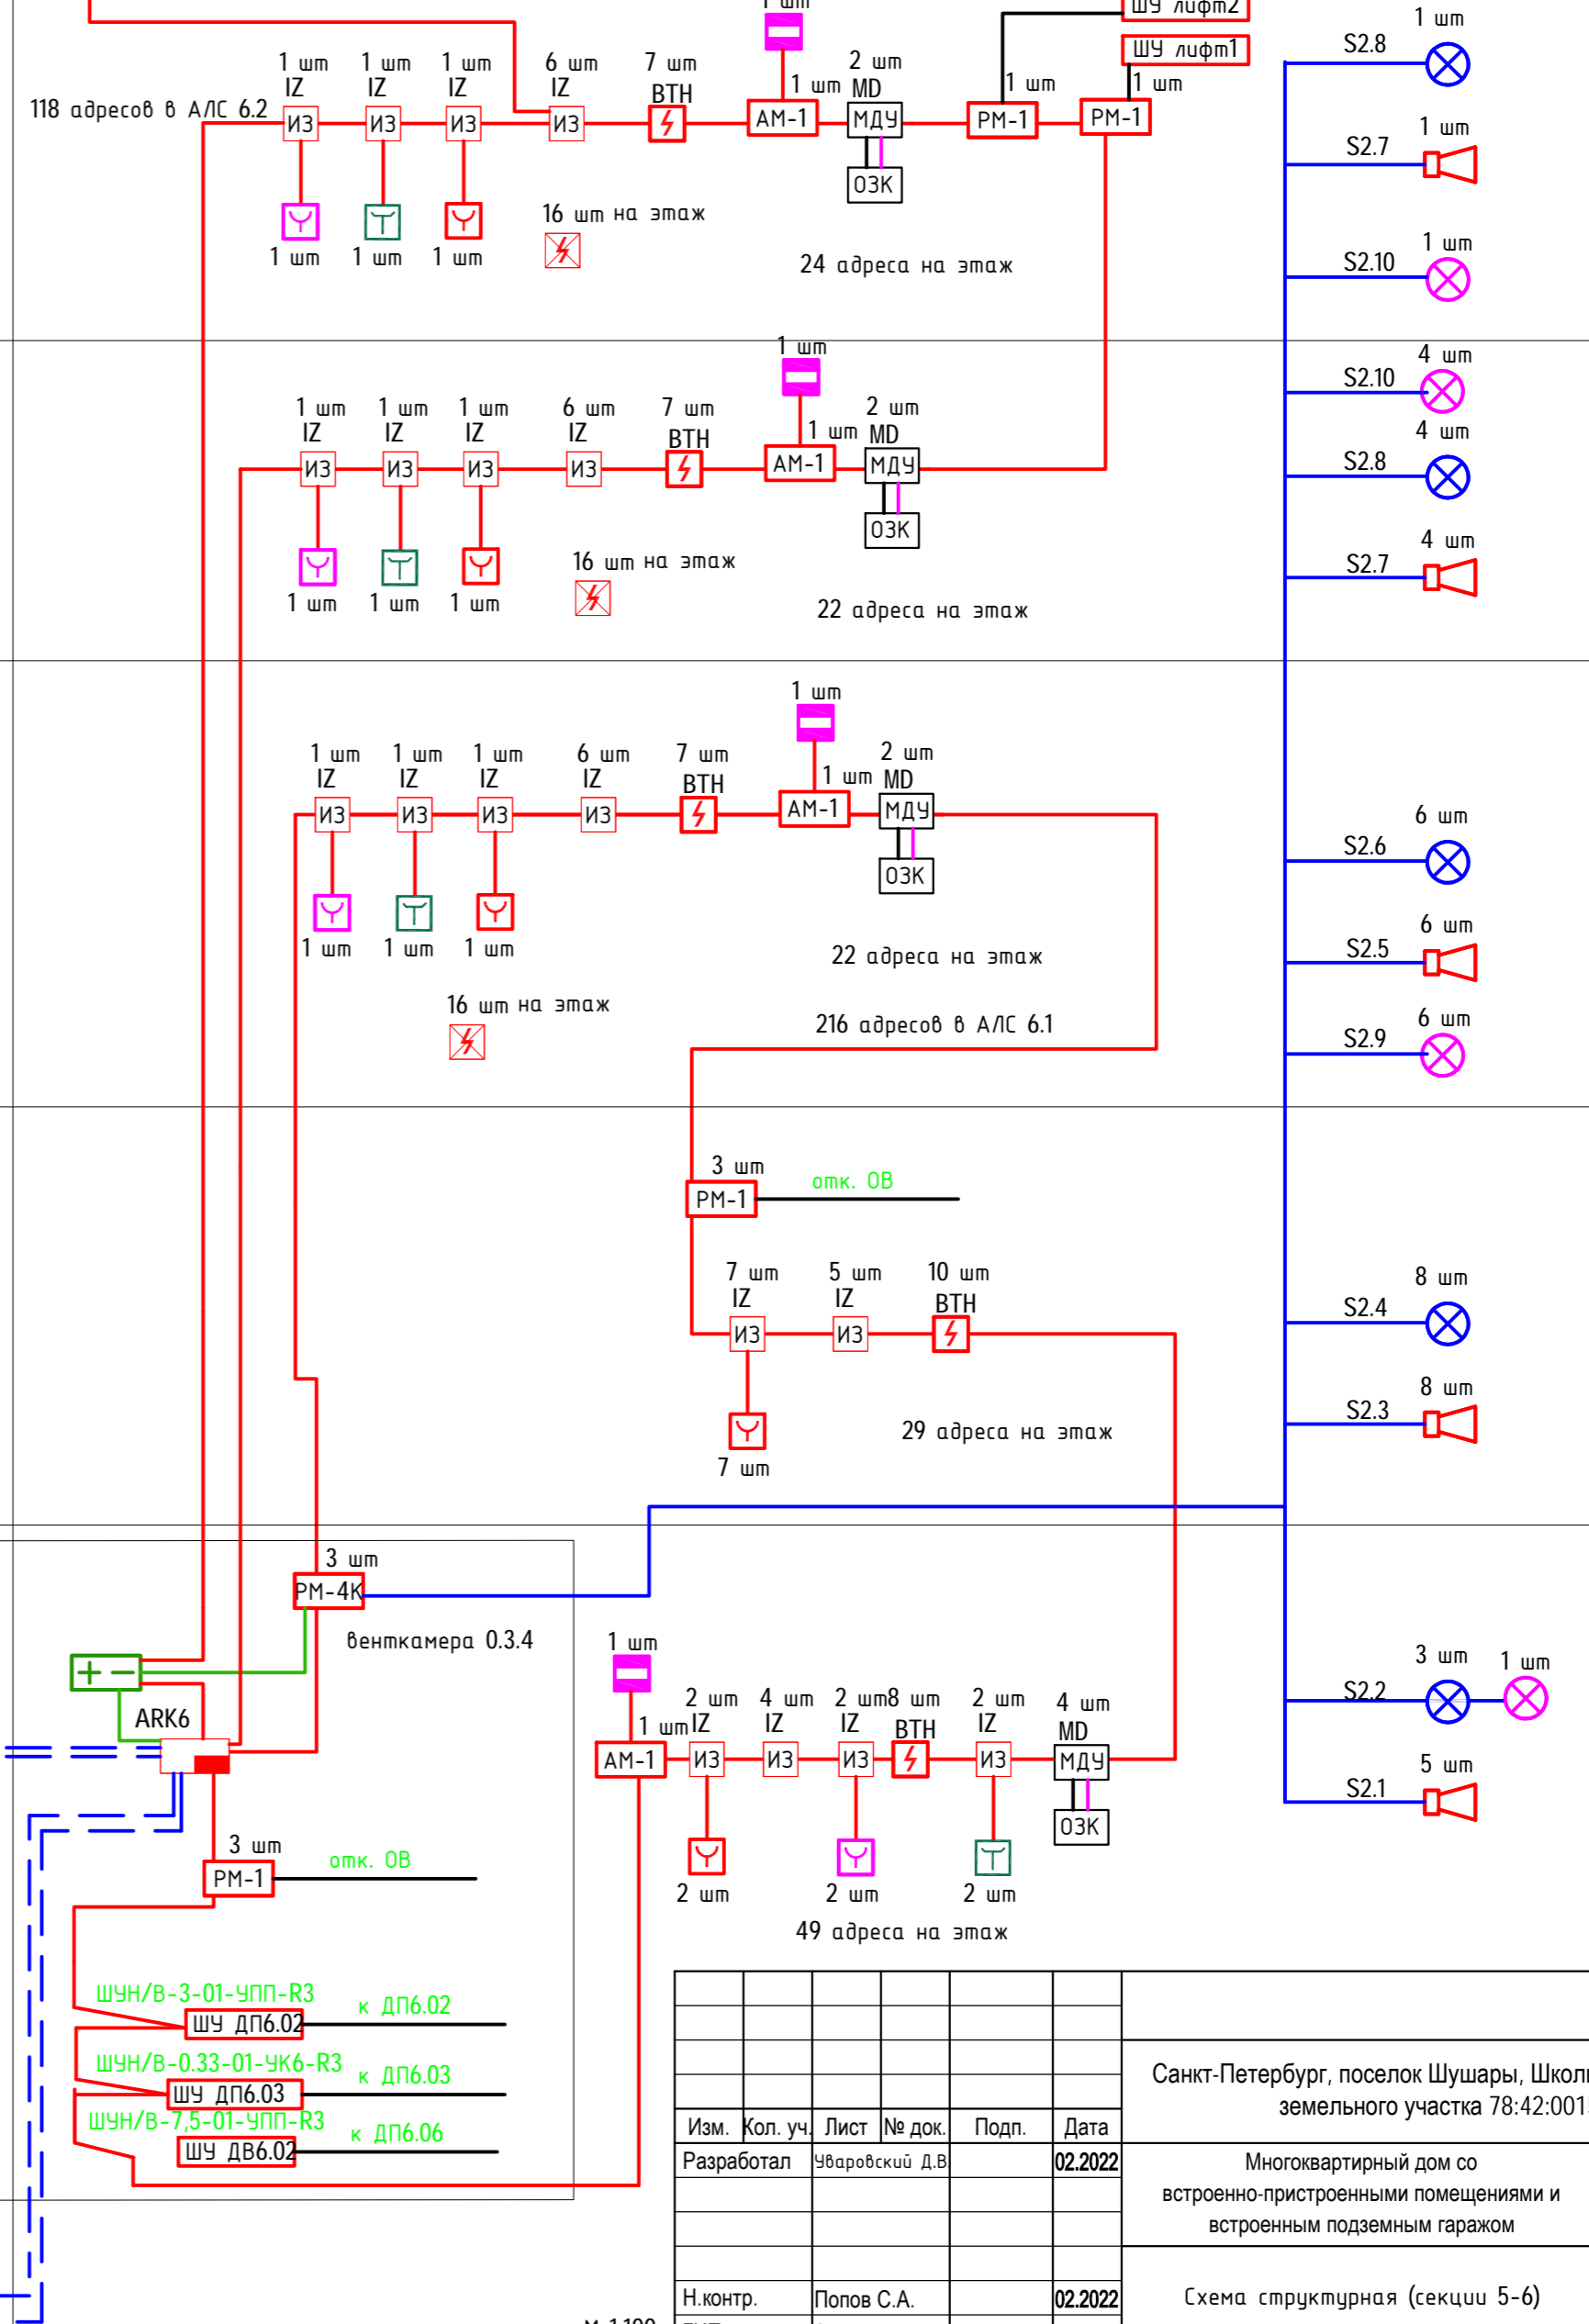 1 шт
ШУ лифт2
ШУ лифт1
1 шт
S2.8
118 адресов в АЛС 6.2
1 шт
IZ
ИЗ
1 шт
1 шт
IZ
ИЗ
1 шт
1 шт
IZ
ИЗ
1 шт
6 шт
IZ
ИЗ
7 шт
ВТН
1 шт
АМ-1
2 шт
MD
МДУ
ОЗК
1 шт
РМ-1
1 шт
РМ-1
16 шт на этаж
24 адреса на этаж
1 шт
S2.7
1 шт
S2.10
1 шт
1 шт
IZ
ИЗ
1 шт
1 шт
IZ
ИЗ
1 шт
1 шт
IZ
ИЗ
1 шт
6 шт
IZ
ИЗ
7 шт
ВТН
1 шт
АМ-1
2 шт
MD
МДУ
ОЗК
16 шт на этаж
22 адреса на этаж
4 шт
S2.10
4 шт
S2.8
4 шт
S2.7
1 шт
1 шт
IZ
ИЗ
1 шт
1 шт
IZ
ИЗ
1 шт
1 шт
IZ
ИЗ
1 шт
6 шт
IZ
ИЗ
7 шт
ВТН
1 шт
АМ-1
2 шт
MD
МДУ
ОЗК
22 адреса на этаж
16 шт на этаж
216 адресов в АЛС 6.1
6 шт
S2.6
6 шт
S2.5
6 шт
S2.9
3 шт
РМ-1
отк. ОВ
7 шт
IZ
ИЗ
7 шт
5 шт
IZ
ИЗ
10 шт
ВТН
29 адреса на этаж
8 шт
S2.4
8 шт
S2.3
3 шт
РМ-4К
венткамера 0.3.4
ARK6
3 шт
РМ-1
отк. ОВ
1 шт
1 шт
АМ-1
2 шт
IZ
ИЗ
2 шт
4 шт
IZ
ИЗ
2 шт
IZ
ИЗ
2 шт
8 шт
ВТН
2 шт
IZ
ИЗ
2 шт
4 шт
MD
МДУ
ОЗК
49 адреса на этаж
3 шт
1 шт
S2.2
5 шт
S2.1
ШУН/В-3-01-УПП-R3
ШУ ДП6.02
к ДП6.02
ШУН/В-0.33-01-УК6-R3
ШУ ДП6.03
к ДП6.03
ШУН/В-7,5-01-УПП-R3
ШУ ДВ6.02
к ДП6.06
Санкт-Петербург, поселок Шушары, Школь
земельного участка 78:42:0015
Изм. Кол. уч. Лист № док. Подп. Дата
Разработал Уваровский Д.В 02.2022
Многоквартирный дом со
встроенно-пристроенными помещениями и
встроенным подземным гаражом
Н.контр. Попов С.А. 02.2022
Схема структурная (секции 5-6)